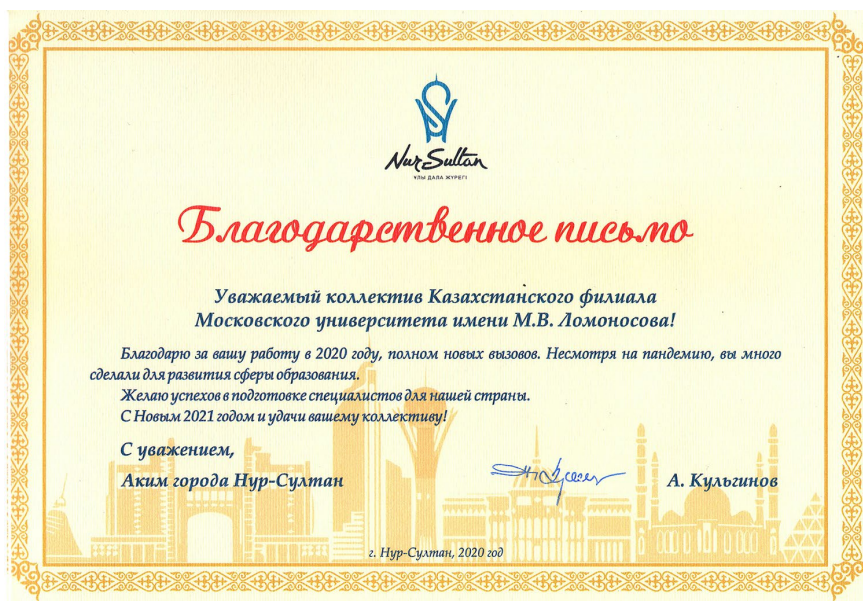 Nur Sultan
ҰЛЫ ДАЛА ЖҮРЕГІ
Благодарственное письмо
Уважаемый коллектив Казахстанского филиала
Московского университета имени М.В. Ломоносова!
Благодарю за вашу работу в 2020 году, полном новых вызовов. Несмотря на пандемию, вы много
сделали для развития сферы образования.
Желаю успехов в подготовке специалистов для нашей страны.
С Новым 2021 годом и удачи вашему коллективу!
С уважением,
Аким города Нур-Султан
А. Кульгинов
г. Нур-Султан, 2020 год